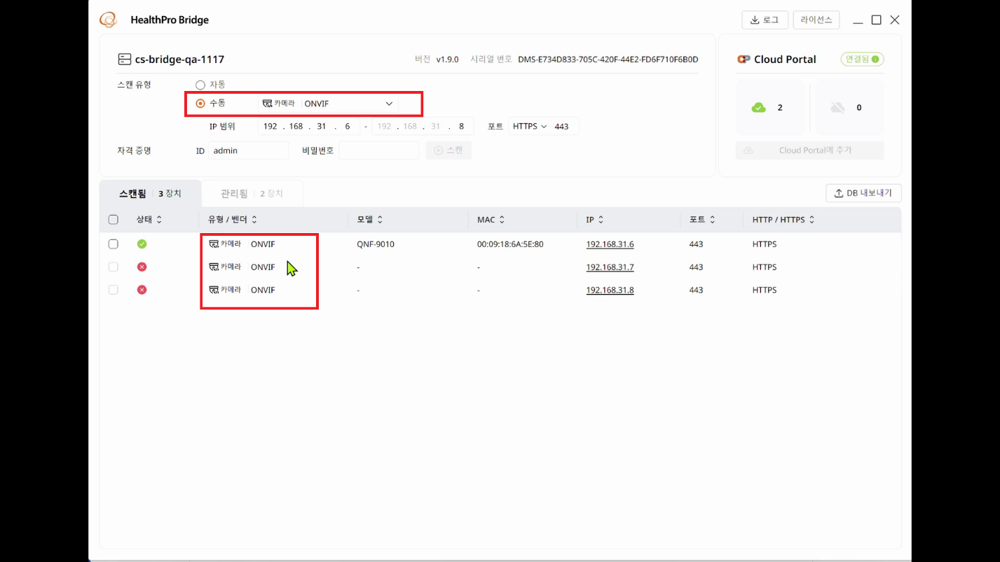 HealthPro Bridge
로그
라이선스
cs-bridge-qa-1117
버전 v1.9.0 시리얼 번호 DMS-E734D833-705C-420F-44E2-FD6F710F6B0D
CP Cloud Portal
연결됨
스캔 유형
자동
수동 카메라 ONVIF
2
0
IP 범위 192 . 168 . 31 . 6 - 192 . 168 . 31 . 8 포트 HTTPS 443
자격 증명 ID admin 비밀번호 스캔
Cloud Portal에 추가
스캔됨 3 장치
관리됨 2 장치
DB 내보내기
상태 유형 / 벤더 모델 MAC IP 포트 HTTP / HTTPS
카메라 ONVIF QNF-9010 00:09:18:6A:5E:80 192.168.31.6 443 HTTPS
카메라 ONVIF - - 192.168.31.7 443 HTTPS
카메라 ONVIF - - 192.168.31.8 443 HTTPS